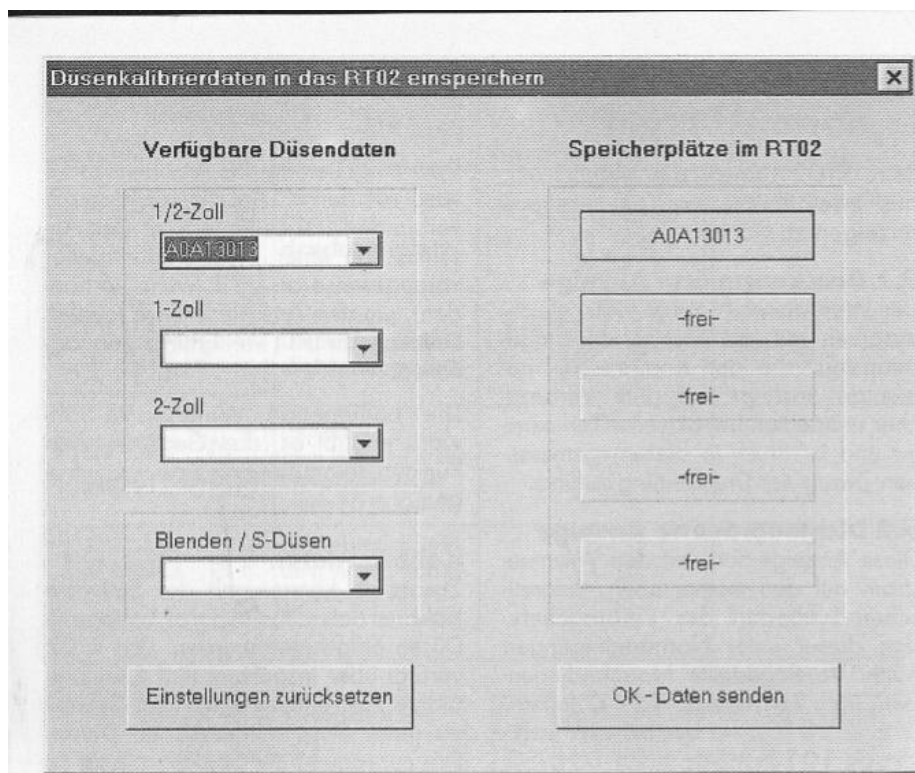 Düsenkalibrierdaten in das RT02 einspeichern
Verfügbare Düsendaten
1/2-Zoll
A0A13013
1-Zoll
2-Zoll
Blenden / S-Düsen
Einstellungen zurücksetzen
Speicherplätze im RT02
A0A13013
-frei-
-frei-
-frei-
-frei-
OK - Daten senden